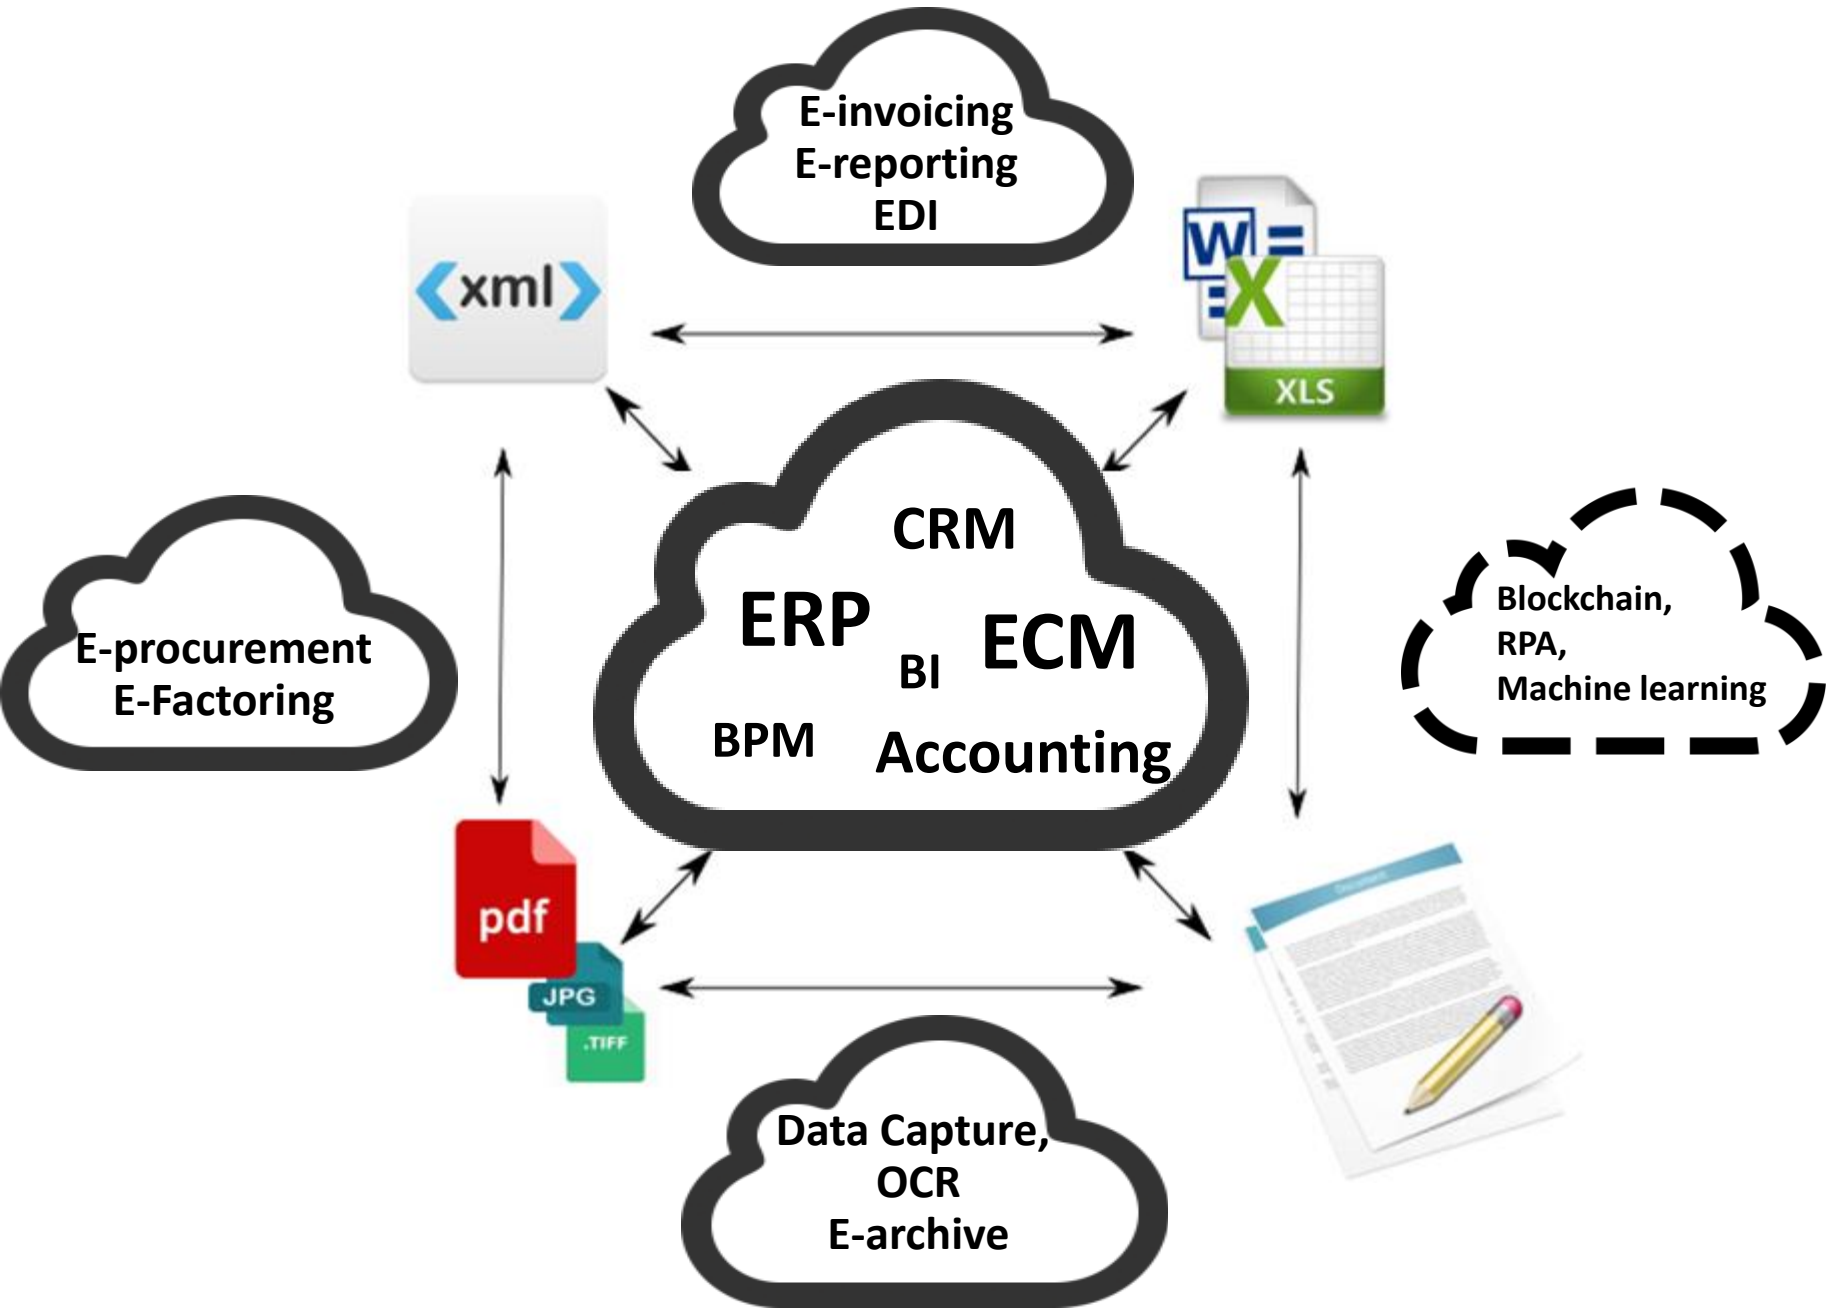 E-invoicing
E-reporting
EDI
<xml>
W
X
XLS
CRM
ERP
ECM
BI
BPM
Accounting
E-procurement
E-Factoring
Blockchain,
RPA,
Machine learning
pdf
JPG
.TIFF
Document
Data Capture,
OCR
E-archive